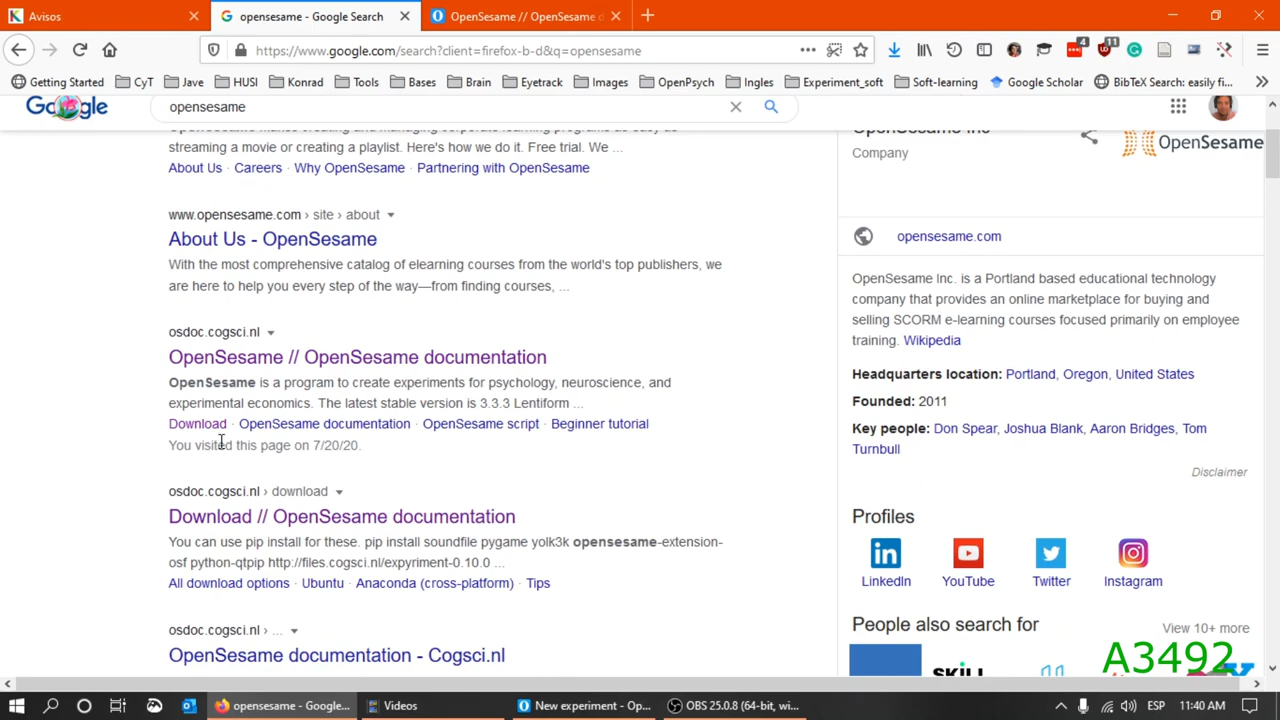 Avisos
opensesame - Google Search
OpenSesame // OpenSesame d
https://www.google.com/search?client=firefox-b-d&q=opensesame
4
11
Getting Started
CyT
Jave
HUSI
Konrad
Tools
Bases
Brain
Eyetrack
Images
OpenPsych
Ingles
Experiment_soft
Soft-learning
Google Scholar
BibTeX Search: easily fi...
opensesame
streaming a movie or creating a playlist. Here's how we do it. Free trial. We ...
About Us · Careers · Why OpenSesame · Partnering with OpenSesame
www.opensesame.com › site › about
About Us - OpenSesame
With the most comprehensive catalog of elearning courses from the world's top publishers, we
are here to help you every step of the way—from finding courses, ...
osdoc.cogsci.nl
OpenSesame // OpenSesame documentation
OpenSesame is a program to create experiments for psychology, neuroscience, and
experimental economics. The latest stable version is 3.3.3 Lentiform ...
Download · OpenSesame documentation · OpenSesame script · Beginner tutorial
You visited this page on 7/20/20.
osdoc.cogsci.nl › download
Download // OpenSesame documentation
You can use pip install for these. pip install soundfile pygame yolk3k opensesame-extension-
osf python-qtpip http://files.cogsci.nl/expyriment-0.10.0 ...
All download options · Ubuntu · Anaconda (cross-platform) · Tips
osdoc.cogsci.nl › ...
OpenSesame documentation - Cogsci.nl
OpenSesame Inc
Company
OpenSesame
opensesame.com
OpenSesame Inc. is a Portland based educational technology
company that provides an online marketplace for buying and
selling SCORM e-learning courses focused primarily on employee
training. Wikipedia
Headquarters location: Portland, Oregon, United States
Founded: 2011
Key people: Don Spear, Joshua Blank, Aaron Bridges, Tom
Turnbull
Disclaimer
Profiles
LinkedIn
YouTube
Twitter
Instagram
People also search for
View 10+ more
SKILL
A3492
opensesame - Google...
Videos
New experiment - Op...
OBS 25.0.8 (64-bit, wi...
ESP
11:40 AM